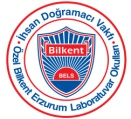 İhsan Doğramacı Vakfı
Özel Bilkent Erzurum Laboratuvar Okulları
Bilkent
BELS